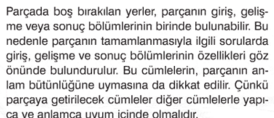 Parçada boş bırakılan yerler, parçanın giriş, geliş-
me veya sonuç bölümlerinin birinde bulunabilir. Bu
nedenle parçanın tamamlanmasıyla ilgili sorularda
giriş, gelişme ve sonuç bölümlerinin özellikleri göz
önünde bulundurulur. Bu cümlelerin, parçanın an-
lam bütünlüğüne uymasına da dikkat edilir. Çünkü
parçaya getirilecek cümleler diğer cümlelerle yapı-
ca ve anlamca uyum içinde olmalıdır.